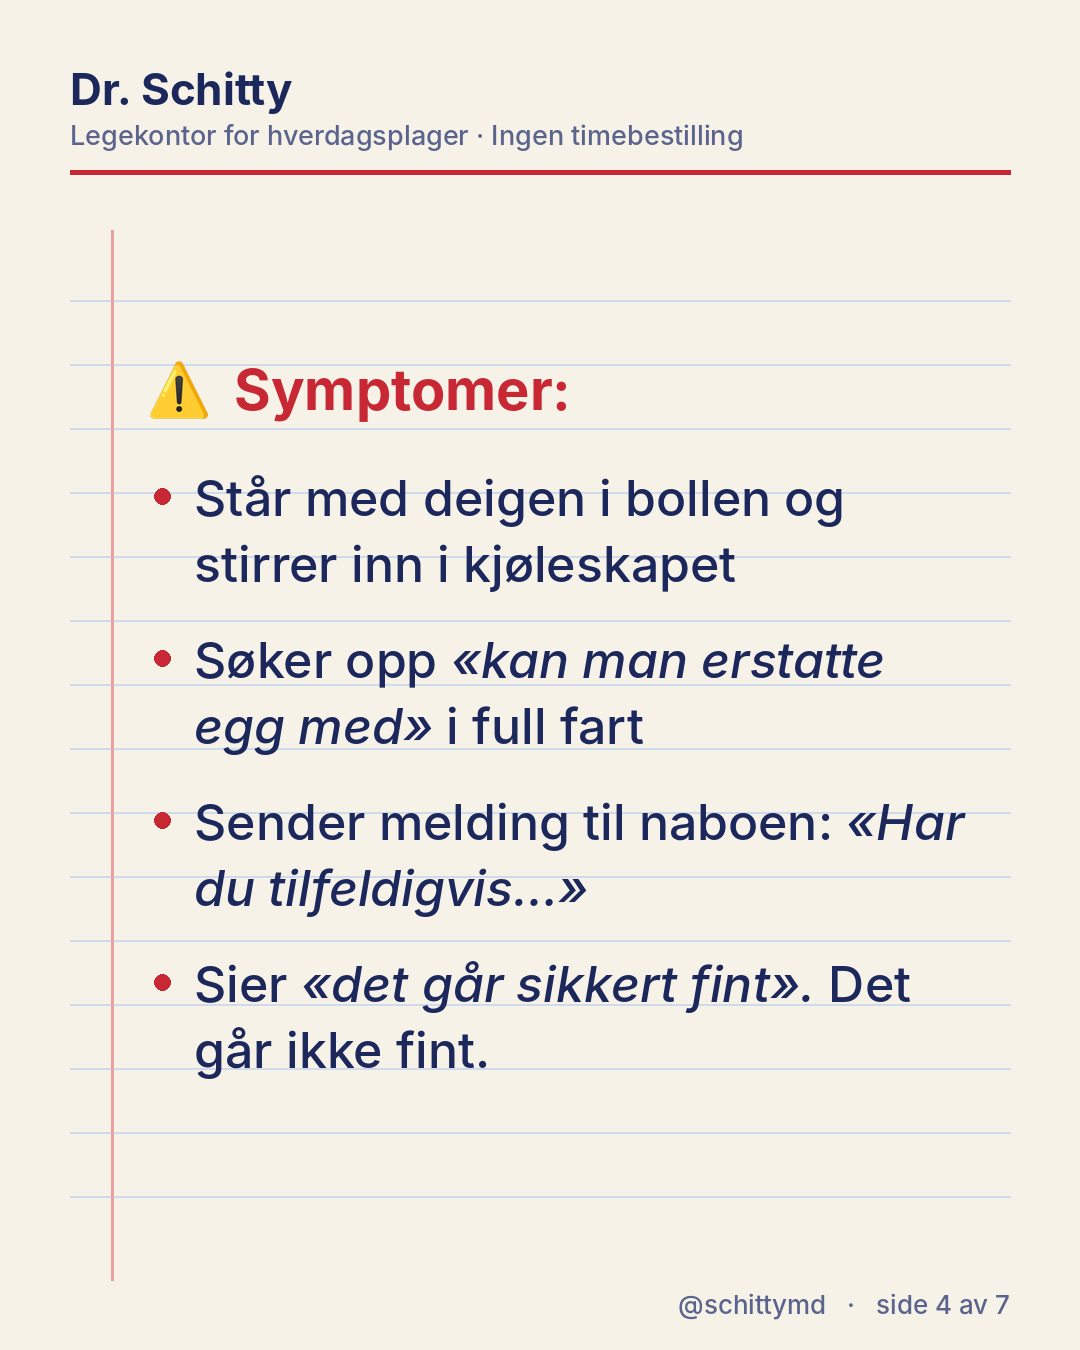 Dr. Schitty
Legekontor for hverdagsplager · Ingen timebestilling
⚠️ Symptomer:
• Står med deigen i bollen og
stirrer inn i kjøleskapet
• Søker opp «kan man erstatte
egg med» i full fart
• Sender melding til naboen: «Har
du tilfeldigvis...»
• Sier «det går sikkert fint». Det
går ikke fint.
@schittymd · side 4 av 7